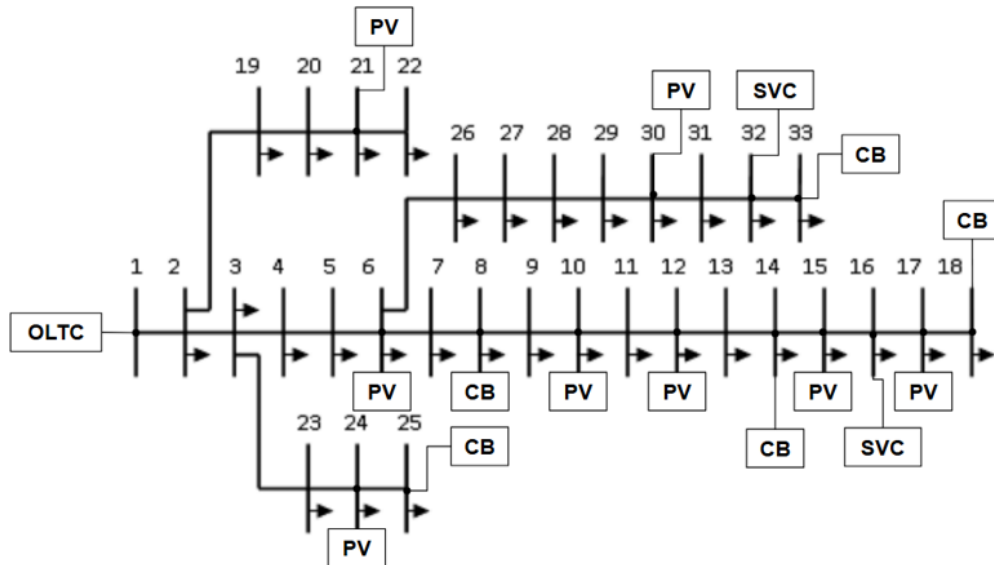 PV
19 20 21 22
PV SVC
26 27 28 29 30 31 32 33
CB
CB
1 2 3 4 5 6 7 8 9 10 11 12 13 14 15 16 17 18
OLTC
PV CB PV PV PV PV
23 24 25
CB
CB SVC
PV